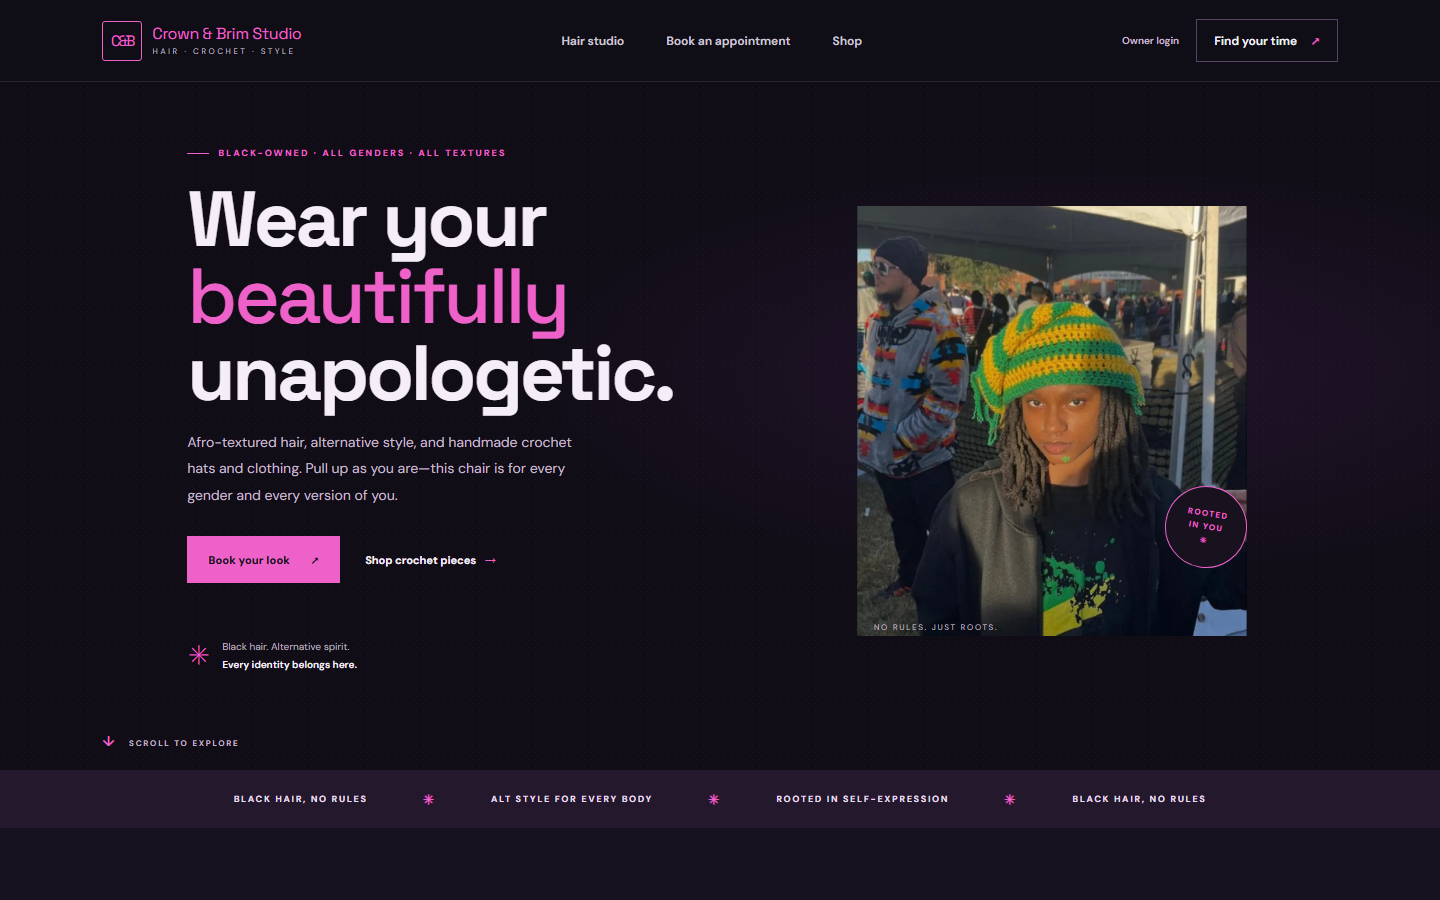 C&B
Crown & Brim Studio
HAIR · CROCHET · STYLE
Hair studio
Book an appointment
Shop
Owner login
Find your time ↗
BLACK-OWNED · ALL GENDERS · ALL TEXTURES
Wear your
beautifully
unapologetic.
Afro-textured hair, alternative style, and handmade crochet
hats and clothing. Pull up as you are—this chair is for every
gender and every version of you.
Book your look ↗
Shop crochet pieces →
Black hair. Alternative spirit.
Every identity belongs here.
ROOTED
IN YOU
NO RULES. JUST ROOTS.
SCROLL TO EXPLORE
BLACK HAIR, NO RULES
ALT STYLE FOR EVERY BODY
ROOTED IN SELF-EXPRESSION
BLACK HAIR, NO RULES